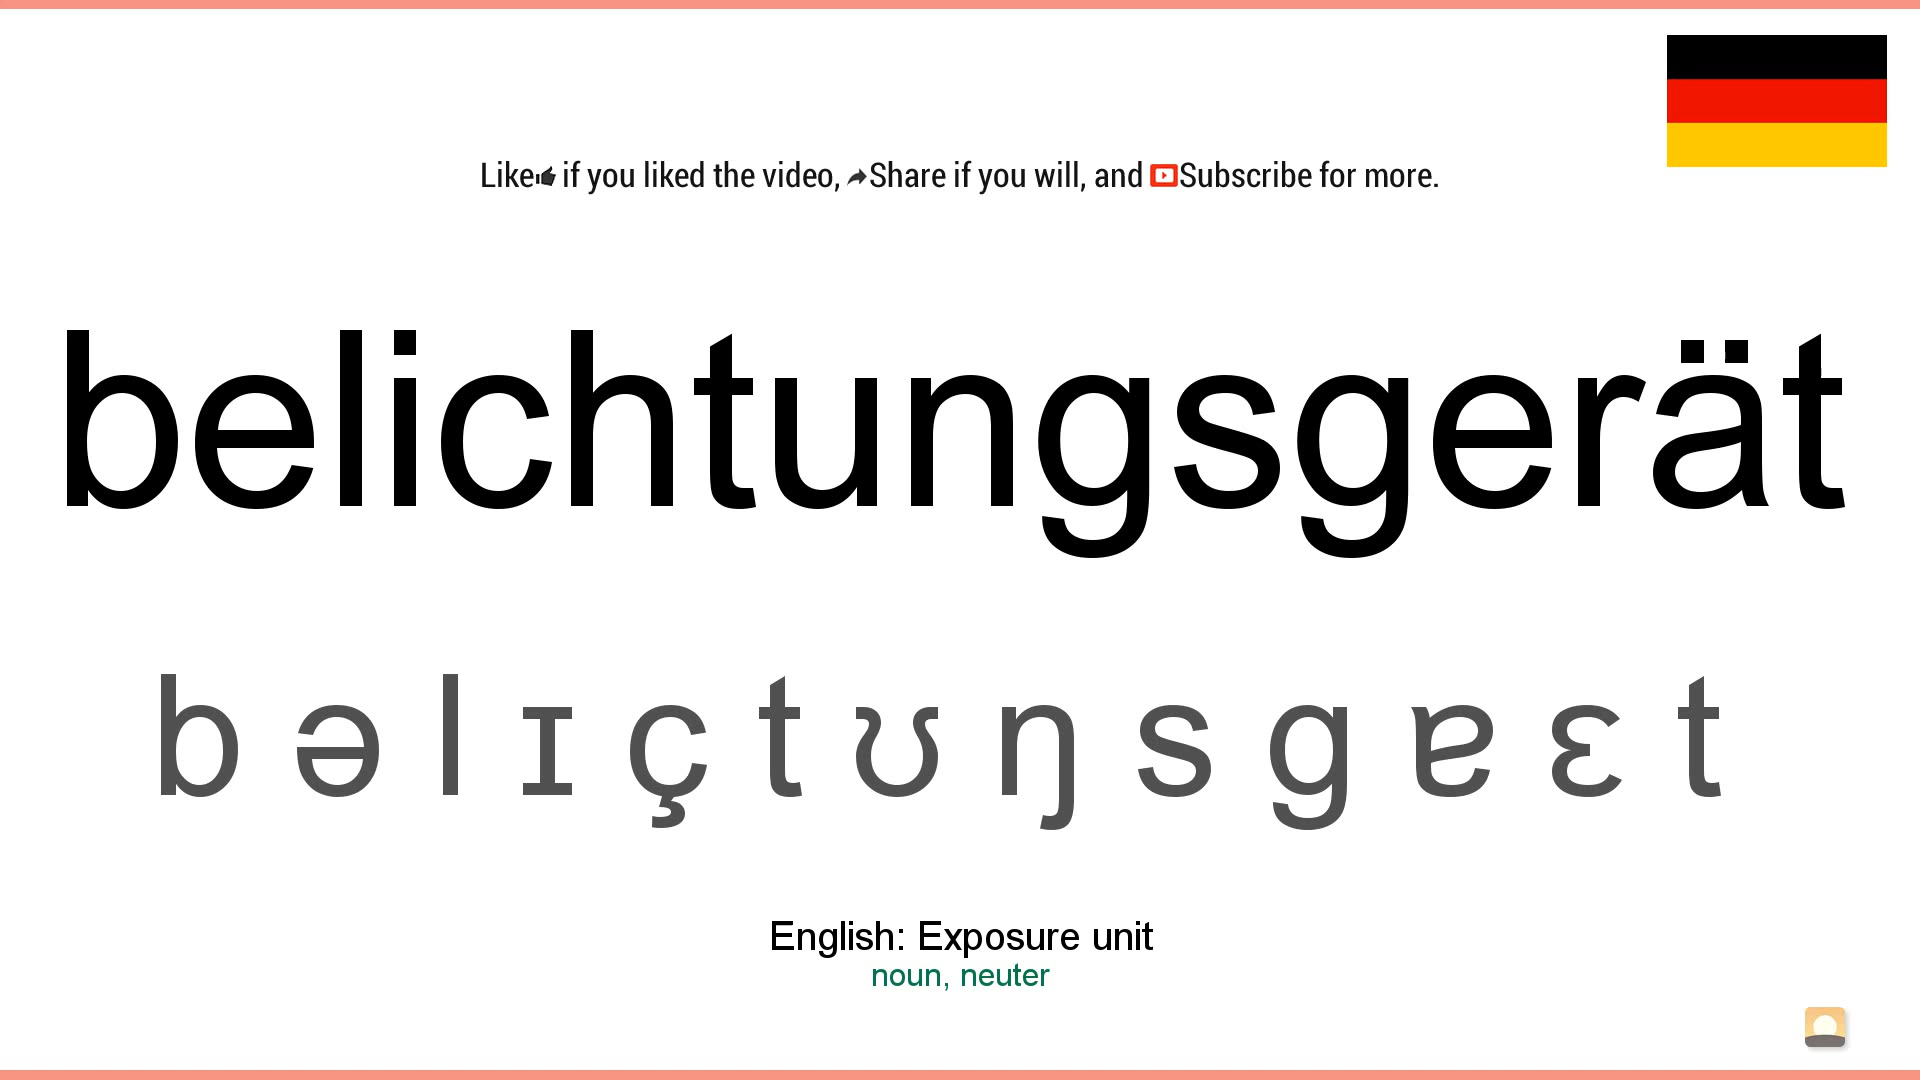 Like if you liked the video, Share if you will, and Subscribe for more.
belichtungsgerät
b ə l ɪ ç t ʊ ŋ s g ɐ ɛ t
English: Exposure unit
noun, neuter